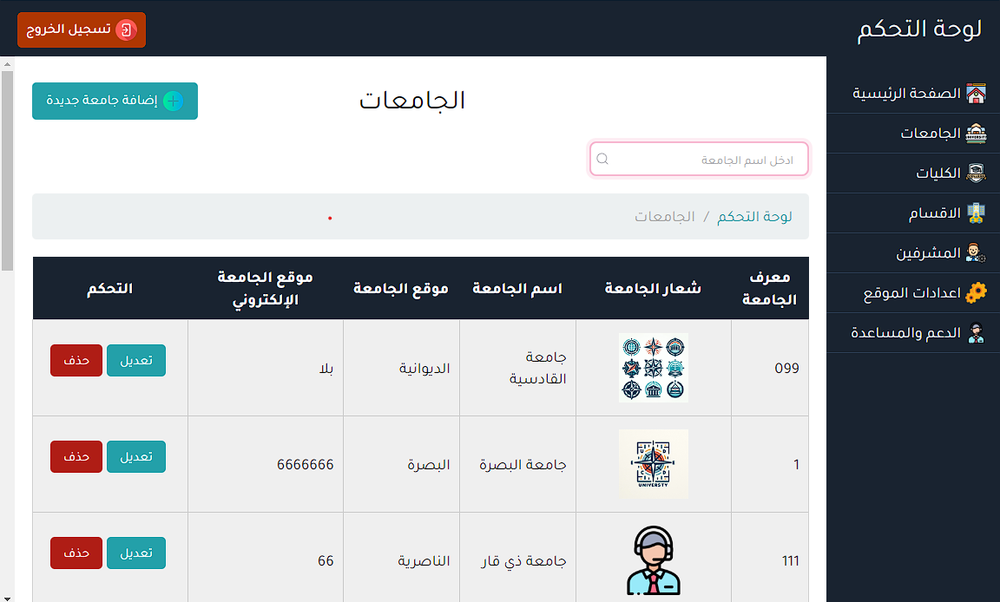 لوحة التحكم
تسجيل الخروج
الصفحة الرئيسية
الجامعات
الكليات
الاقسام
المشرفين
اعدادات الموقع
الدعم والمساعدة
الجامعات
إضافة جامعة جديدة
ادخل اسم الجامعة
لوحة التحكم / الجامعات
معرف الجامعة
شعار الجامعة
اسم الجامعة
موقع الجامعة
موقع الجامعة الإلكتروني
التحكم
099
جامعة القادسية
الديوانية
بلا
تعديل
حذف
1
UNIVERSTY
جامعة البصرة
البصرة
6666666
تعديل
حذف
111
جامعة ذي قار
الناصرية
66
تعديل
حذف